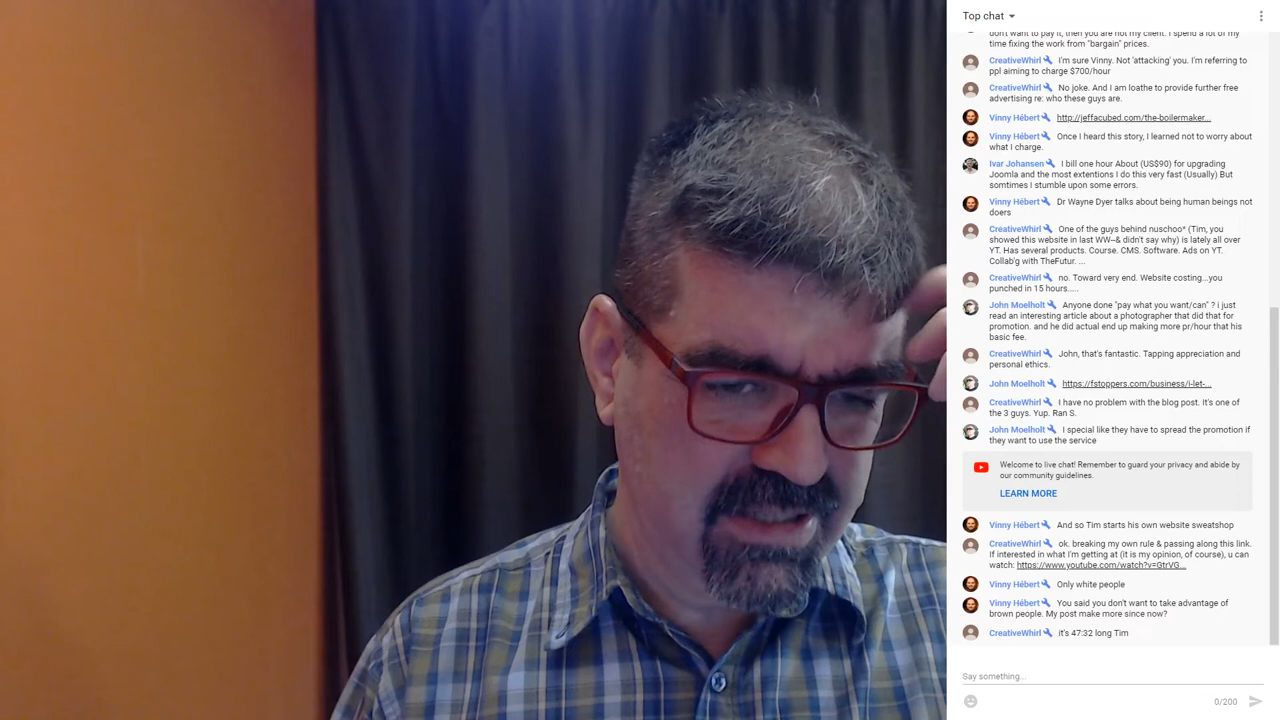 Top chat
don't want to pay it, then you are not my client. I spend a lot of my
time fixing the work from "bargain" prices.
CreativeWhirl I'm sure Vinny. Not 'attacking' you. I'm referring to
ppl aiming to charge $700/hour
CreativeWhirl No joke. And I am loathe to provide further free
advertising re: who these guys are.
Vinny Hébert http://jeffacubed.com/the-boilermaker...
Vinny Hébert Once I heard this story, I learned not to worry about
what I charge.
Ivar Johansen I bill one hour About (US$90) for upgrading
Joomla and the most extentions I do this very fast (Usually) But
somtimes I stumble upon some errors.
Vinny Hébert Dr Wayne Dyer talks about being human beings not
doers
CreativeWhirl One of the guys behind nuschoo* (Tim, you
showed this website in last WW--& didn't say why) is lately all over
YT. Has several products. Course. CMS. Software. Ads on YT.
Collab'g with TheFutur. ...
CreativeWhirl no. Toward very end. Website costing...you
punched in 15 hours.....
John Moelholt Anyone done "pay what you want/can" ? i just
read an interesting article about a photographer that did that for
promotion. and he did actual end up making more pr/hour that his
basic fee.
CreativeWhirl John, that's fantastic. Tapping appreciation and
personal ethics.
John Moelholt https://fstoppers.com/business/i-let-...
CreativeWhirl I have no problem with the blog post. It's one of
the 3 guys. Yup. Ran S.
John Moelholt I special like they have to spread the promotion if
they want to use the service
Welcome to live chat! Remember to guard your privacy and abide by
our community guidelines.
LEARN MORE
Vinny Hébert And so Tim starts his own website sweatshop
CreativeWhirl ok. breaking my own rule & passing along this link.
If interested in what I'm getting at (it is my opinion, of course), u can
watch: https://www.youtube.com/watch?v=GtrVG...
Vinny Hébert Only white people
Vinny Hébert You said you don't want to take advantage of
brown people. My post make more since now?
CreativeWhirl it's 47:32 long Tim
Say something...
0/200